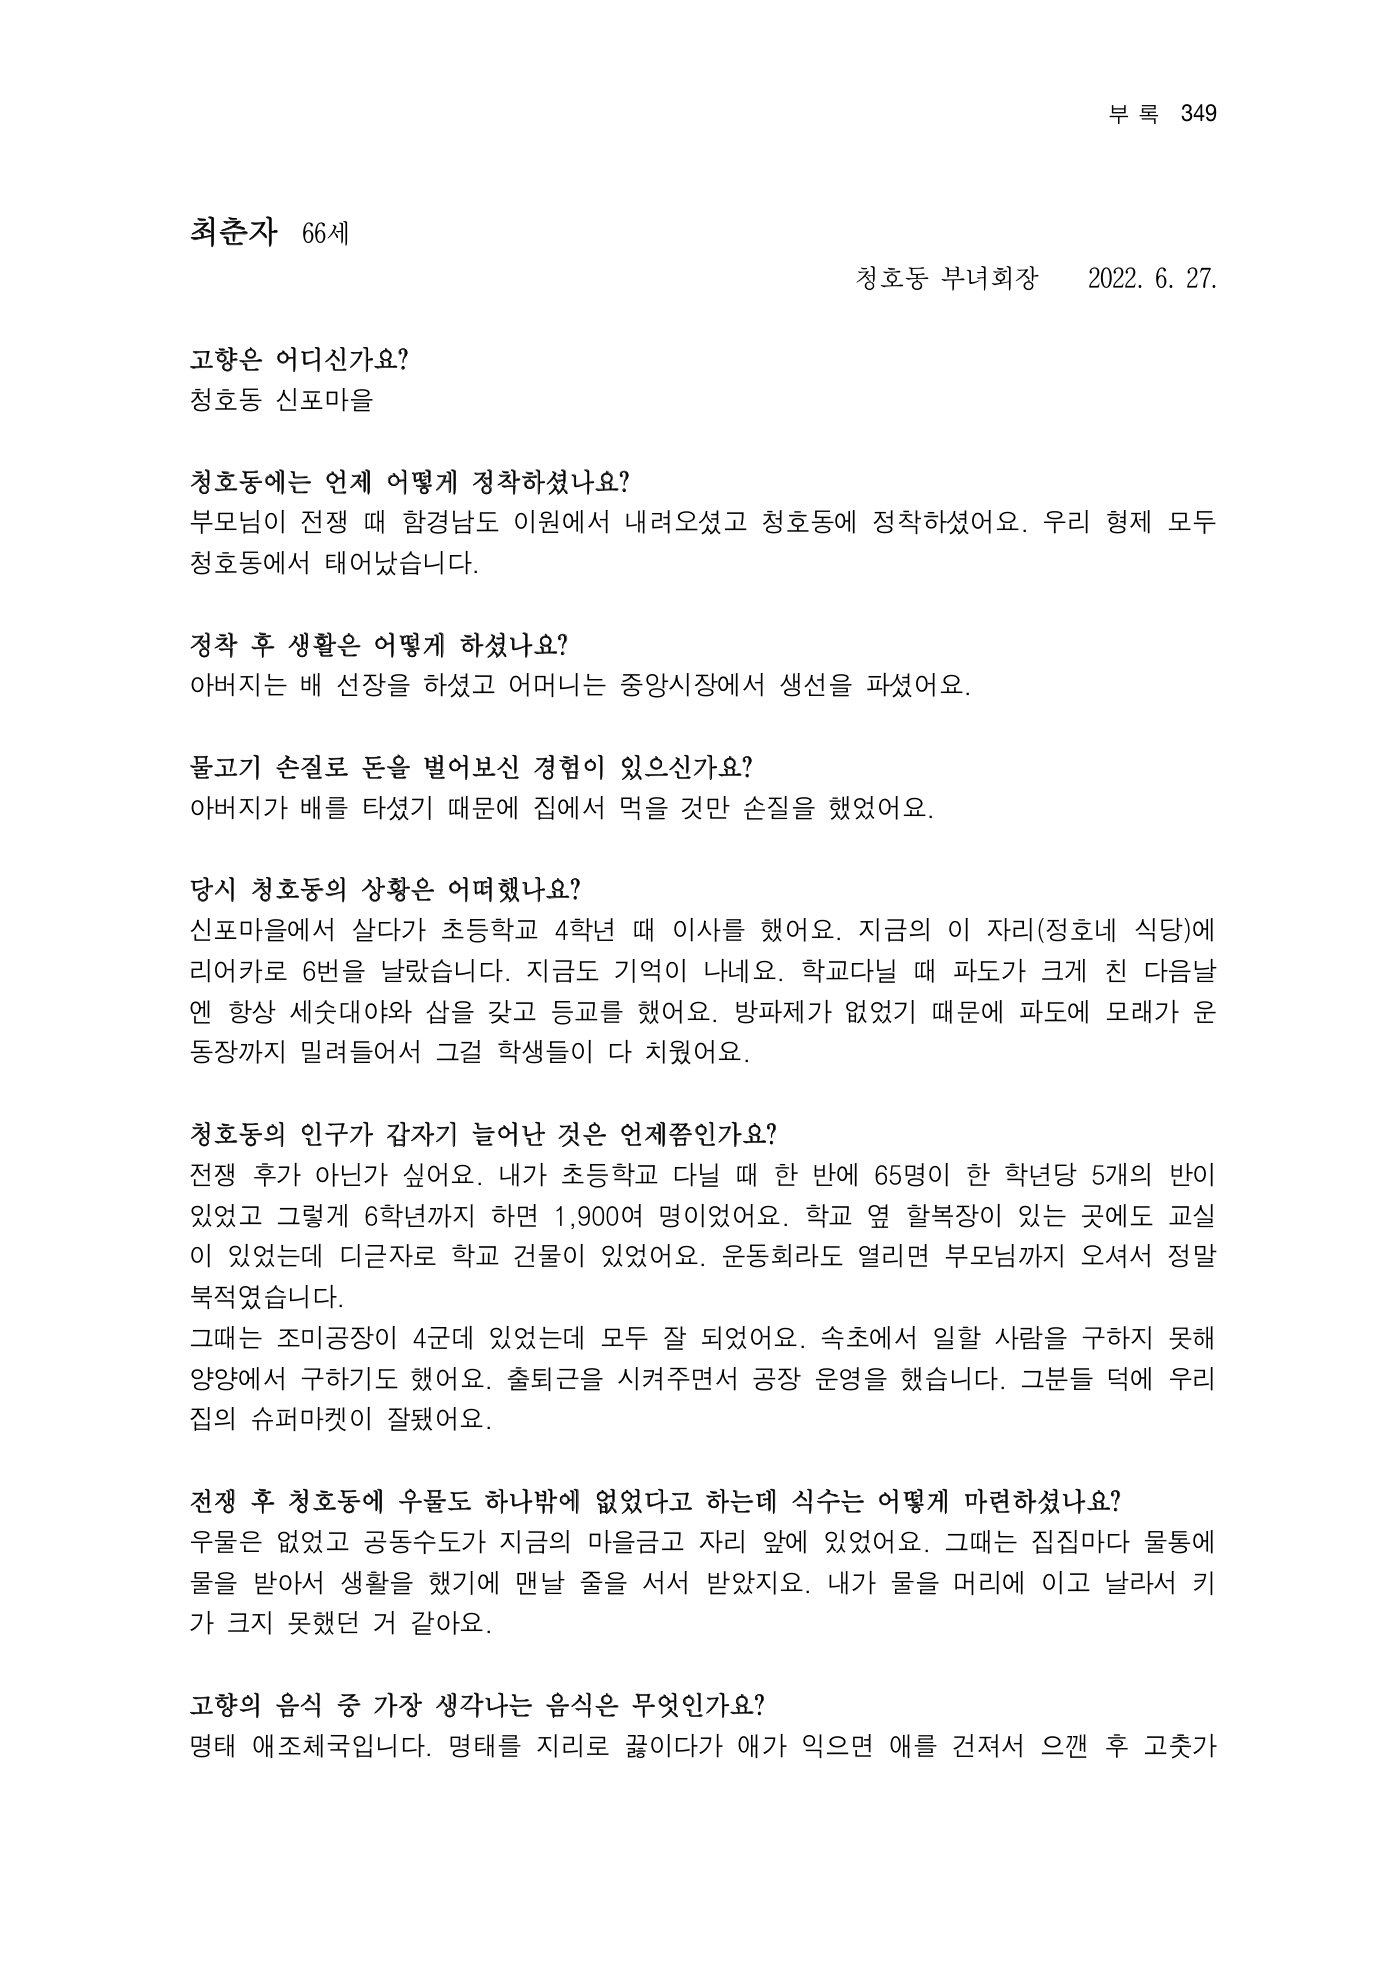 부 록 349
최춘자 66세
청호동 부녀회장 2022. 6. 27.
고향은 어디신가요?
청호동 신포마을
청호동에는 언제 어떻게 정착하셨나요?
부모님이 전쟁 때 함경남도 이원에서 내려오셨고 청호동에 정착하셨어요. 우리 형제 모두
청호동에서 태어났습니다.
정착 후 생활은 어떻게 하셨나요?
아버지는 배 선장을 하셨고 어머니는 중앙시장에서 생선을 파셨어요.
물고기 손질로 돈을 벌어보신 경험이 있으신가요?
아버지가 배를 타셨기 때문에 집에서 먹을 것만 손질을 했었어요.
당시 청호동의 상황은 어떠했나요?
신포마을에서 살다가 초등학교 4학년 때 이사를 했어요. 지금의 이 자리(정호네 식당)에
리어카로 6번을 날랐습니다. 지금도 기억이 나네요. 학교다닐 때 파도가 크게 친 다음날
엔 항상 세숫대야와 삽을 갖고 등교를 했어요. 방파제가 없었기 때문에 파도에 모래가 운
동장까지 밀려들어서 그걸 학생들이 다 치웠어요.
청호동의 인구가 갑자기 늘어난 것은 언제쯤인가요?
전쟁 후가 아닌가 싶어요. 내가 초등학교 다닐 때 한 반에 65명이 한 학년당 5개의 반이
있었고 그렇게 6학년까지 하면 1,900여 명이었어요. 학교 옆 할복장이 있는 곳에도 교실
이 있었는데 디귿자로 학교 건물이 있었어요. 운동회라도 열리면 부모님까지 오셔서 정말
북적였습니다.
그때는 조미공장이 4군데 있었는데 모두 잘 되었어요. 속초에서 일할 사람을 구하지 못해
양양에서 구하기도 했어요. 출퇴근을 시켜주면서 공장 운영을 했습니다. 그분들 덕에 우리
집의 슈퍼마켓이 잘됐어요.
전쟁 후 청호동에 우물도 하나밖에 없었다고 하는데 식수는 어떻게 마련하셨나요?
우물은 없었고 공동수도가 지금의 마을금고 자리 앞에 있었어요. 그때는 집집마다 물통에
물을 받아서 생활을 했기에 맨날 줄을 서서 받았지요. 내가 물을 머리에 이고 날라서 키
가 크지 못했던 거 같아요.
고향의 음식 중 가장 생각나는 음식은 무엇인가요?
명태 애조체국입니다. 명태를 지리로 끓이다가 애가 익으면 애를 건져서 으깬 후 고춧가